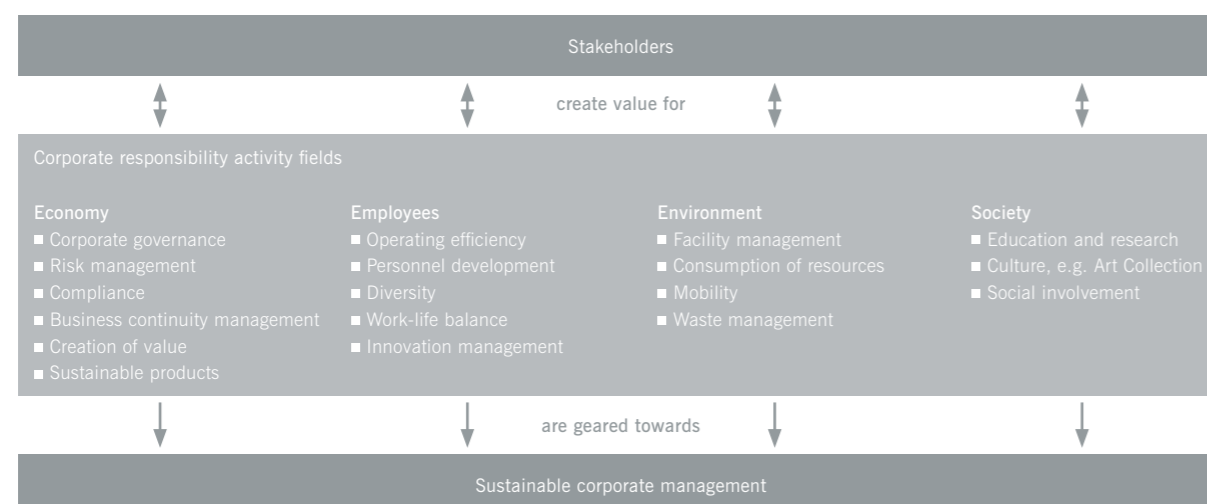 Stakeholders
create value for
Corporate responsibility activity fields
Economy
Corporate governance
Risk management
Compliance
Business continuity management
Creation of value
Sustainable products
Employees
Operating efficiency
Personnel development
Diversity
Work-life balance
Innovation management
Environment
Facility management
Consumption of resources
Mobility
Waste management
Society
Education and research
Culture, e.g. Art Collection
Social involvement
are geared towards
Sustainable corporate management